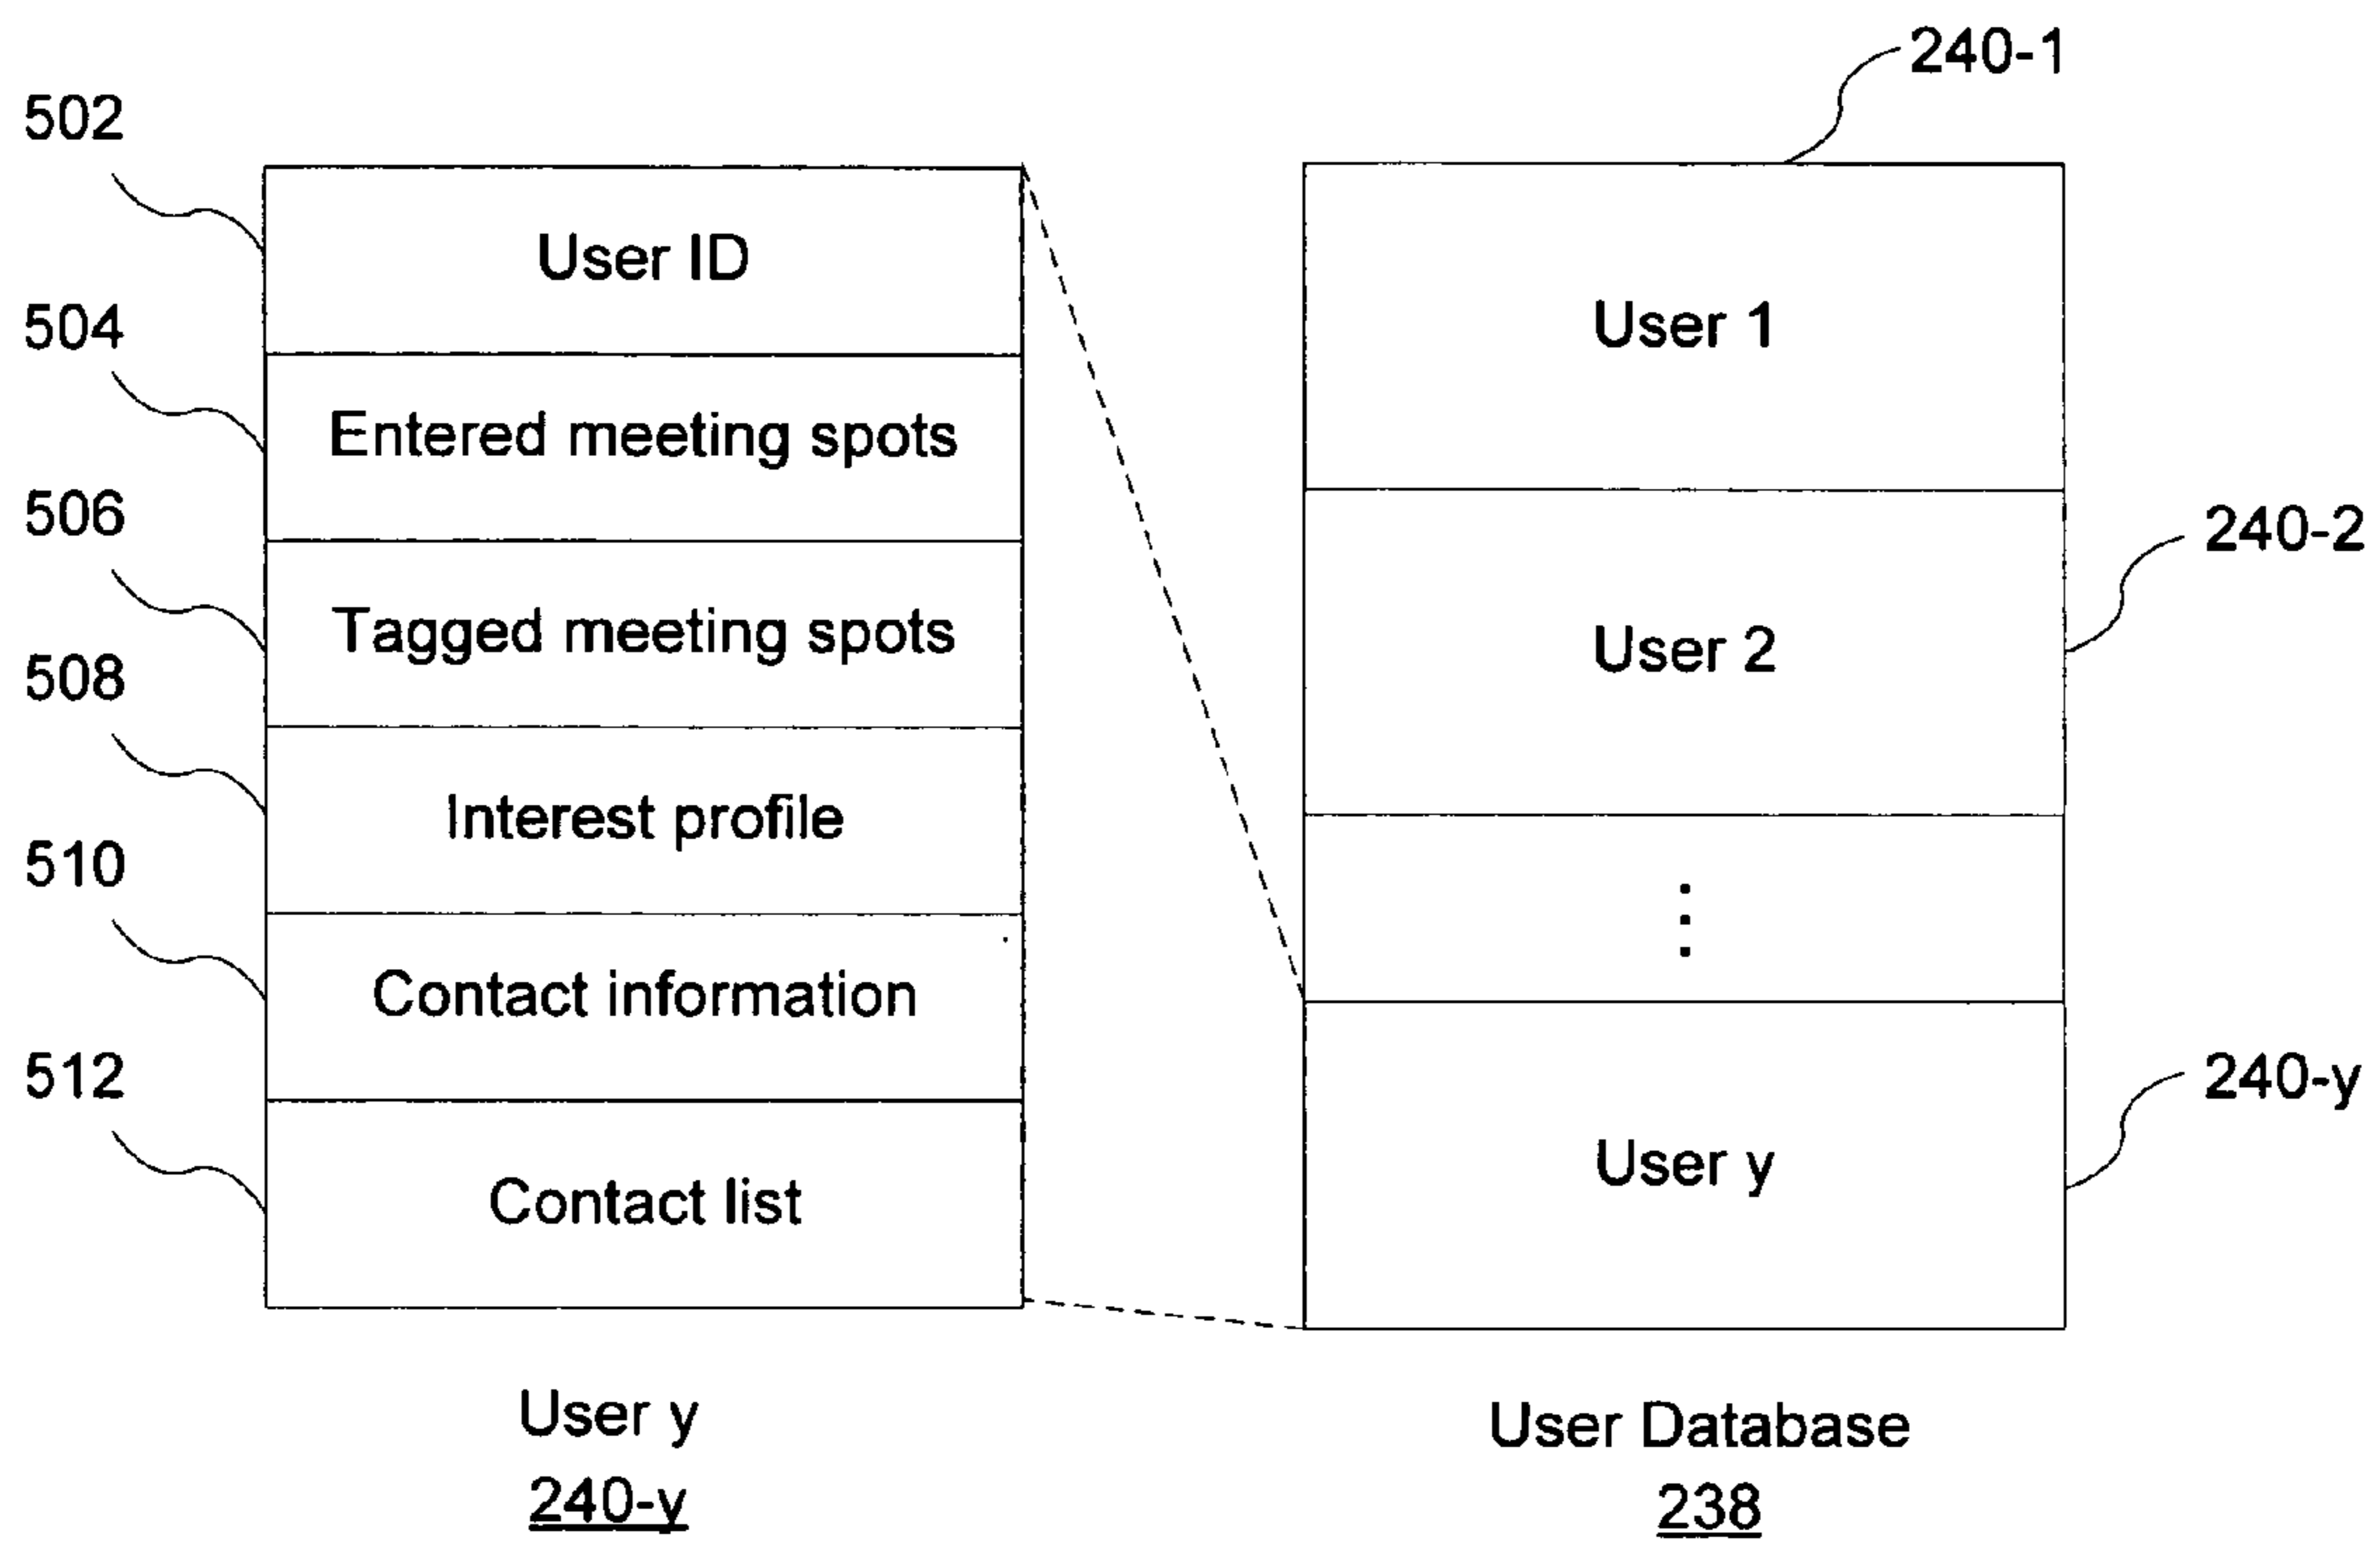 240-1
502
User ID
504
Entered meeting spots
506
Tagged meeting spots
508
Interest profile
510
Contact information
512
Contact list
User y
240-y
User 1
User 2
240-2
⋮
User y
240-y
User Database
238